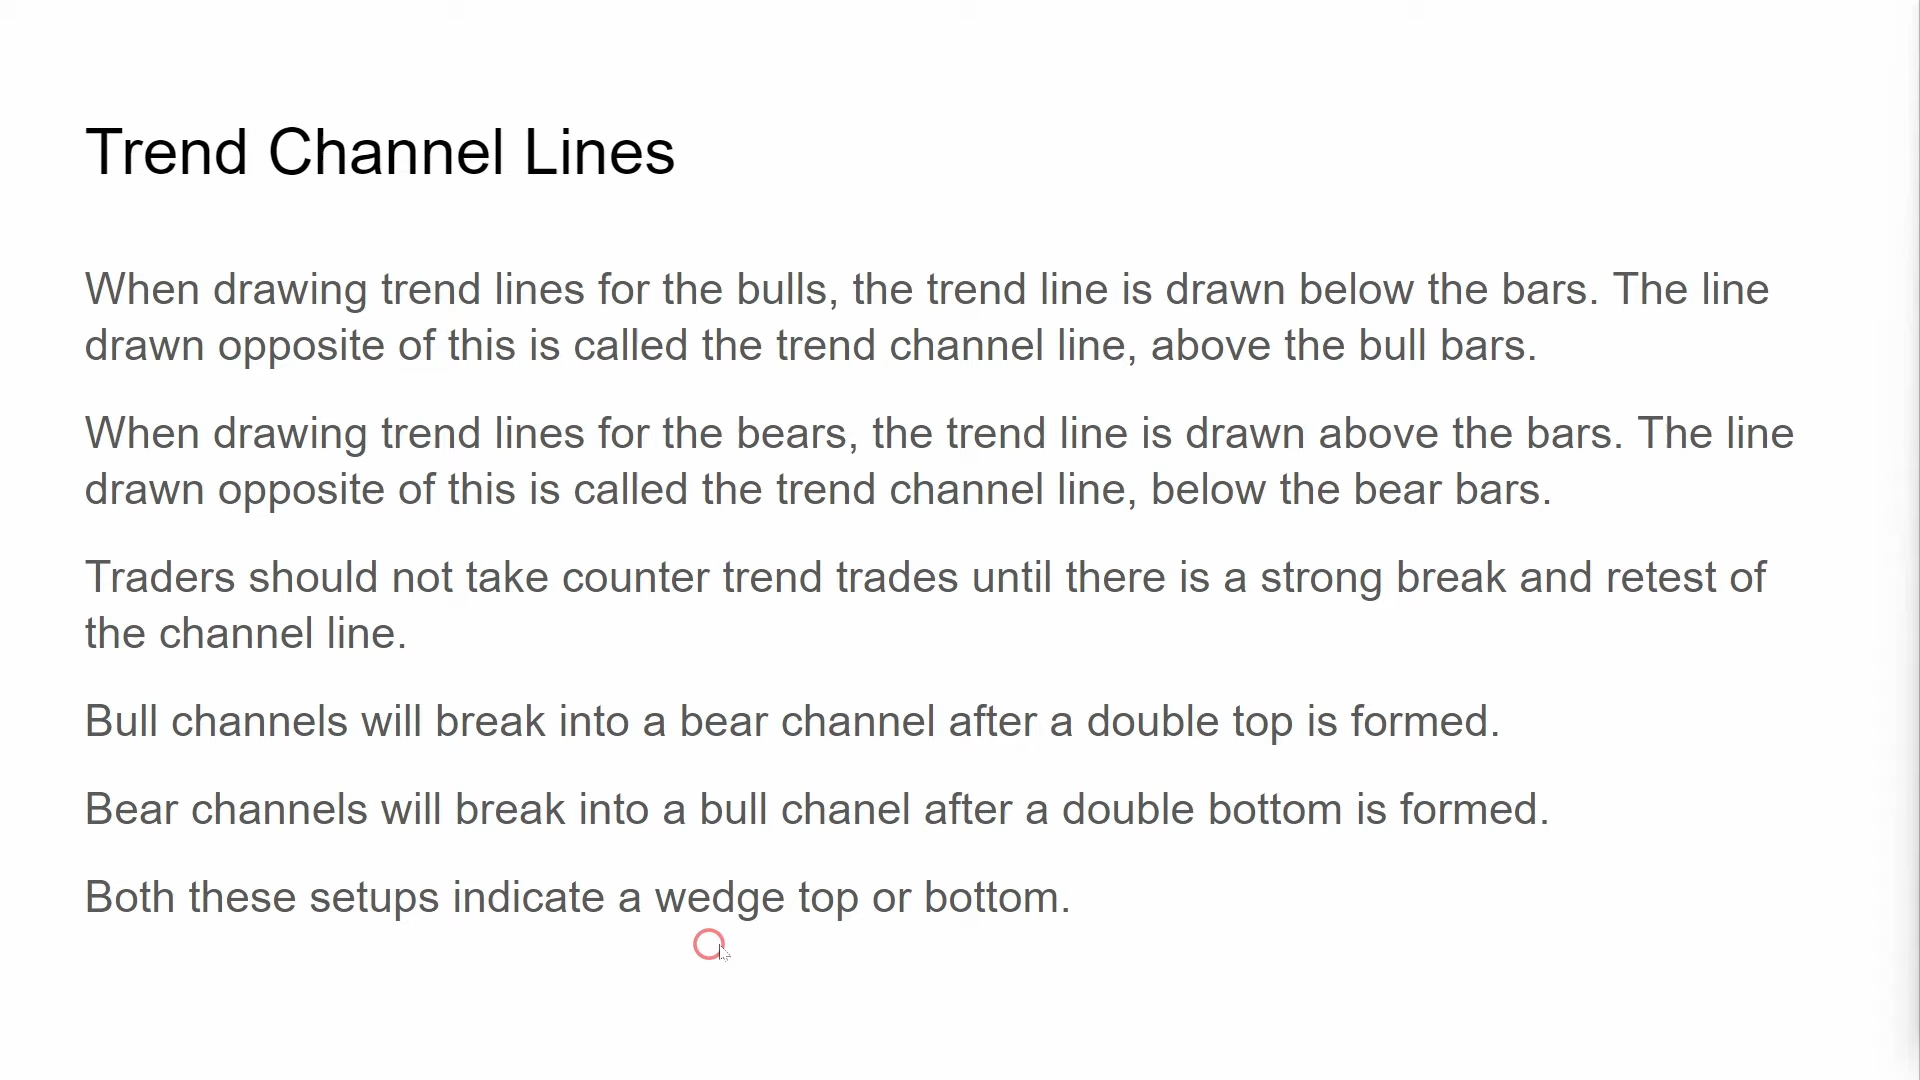 Trend Channel Lines
When drawing trend lines for the bulls, the trend line is drawn below the bars. The line
drawn opposite of this is called the trend channel line, above the bull bars.
When drawing trend lines for the bears, the trend line is drawn above the bars. The line
drawn opposite of this is called the trend channel line, below the bear bars.
Traders should not take counter trend trades until there is a strong break and retest of
the channel line.
Bull channels will break into a bear channel after a double top is formed.
Bear channels will break into a bull chanel after a double bottom is formed.
Both these setups indicate a wedge top or bottom.